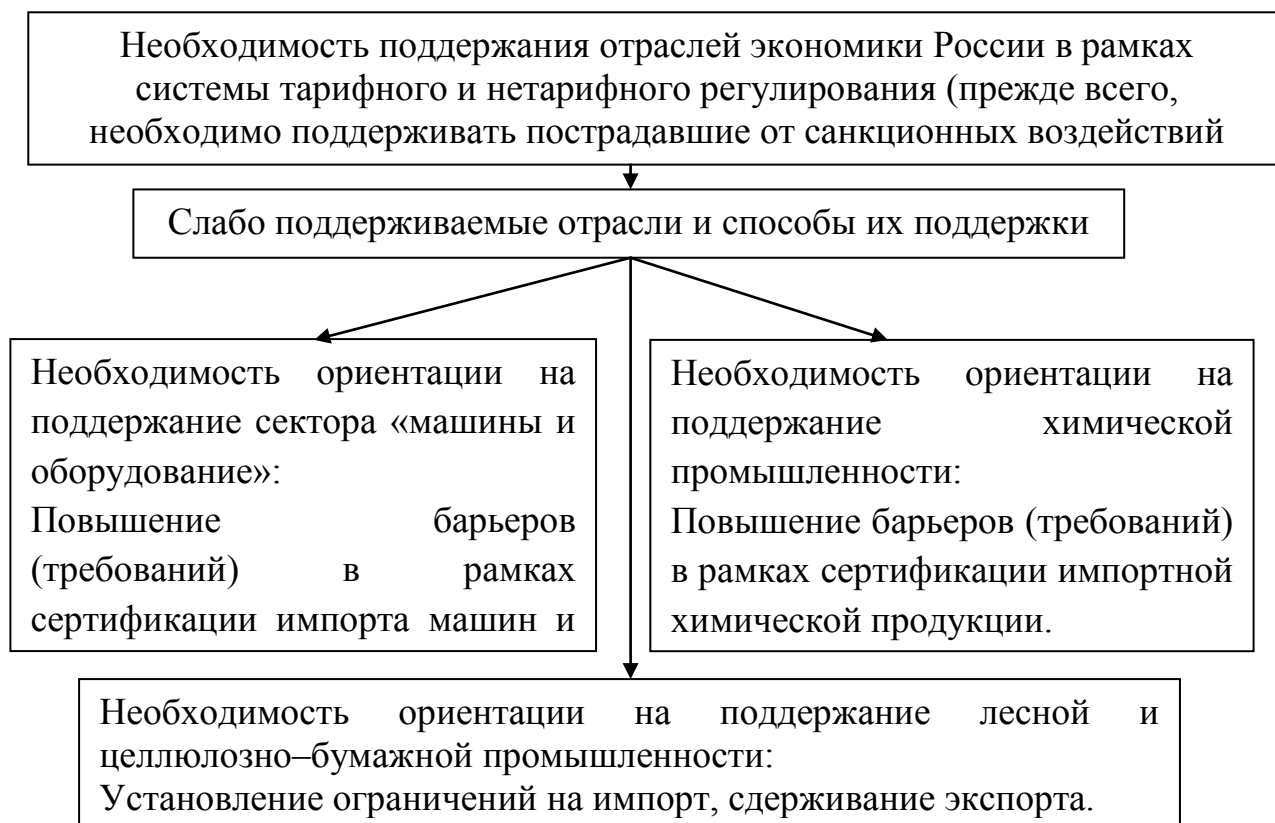 Необходимость поддержания отраслей экономики России в рамках
системы тарифного и нетарифного регулирования (прежде всего,
необходимо поддерживать пострадавшие от санкционных воздействий
Слабо поддерживаемые отрасли и способы их поддержки
Необходимость ориентации на
поддержание сектора «машины и
оборудование»:
Повышение барьеров
(требований) в рамках
сертификации импорта машин и
Необходимость ориентации на
поддержание химической
промышленности:
Повышение барьеров (требований)
в рамках сертификации импортной
химической продукции.
Необходимость ориентации на поддержание лесной и
целлюлозно–бумажной промышленности:
Установление ограничений на импорт, сдерживание экспорта.